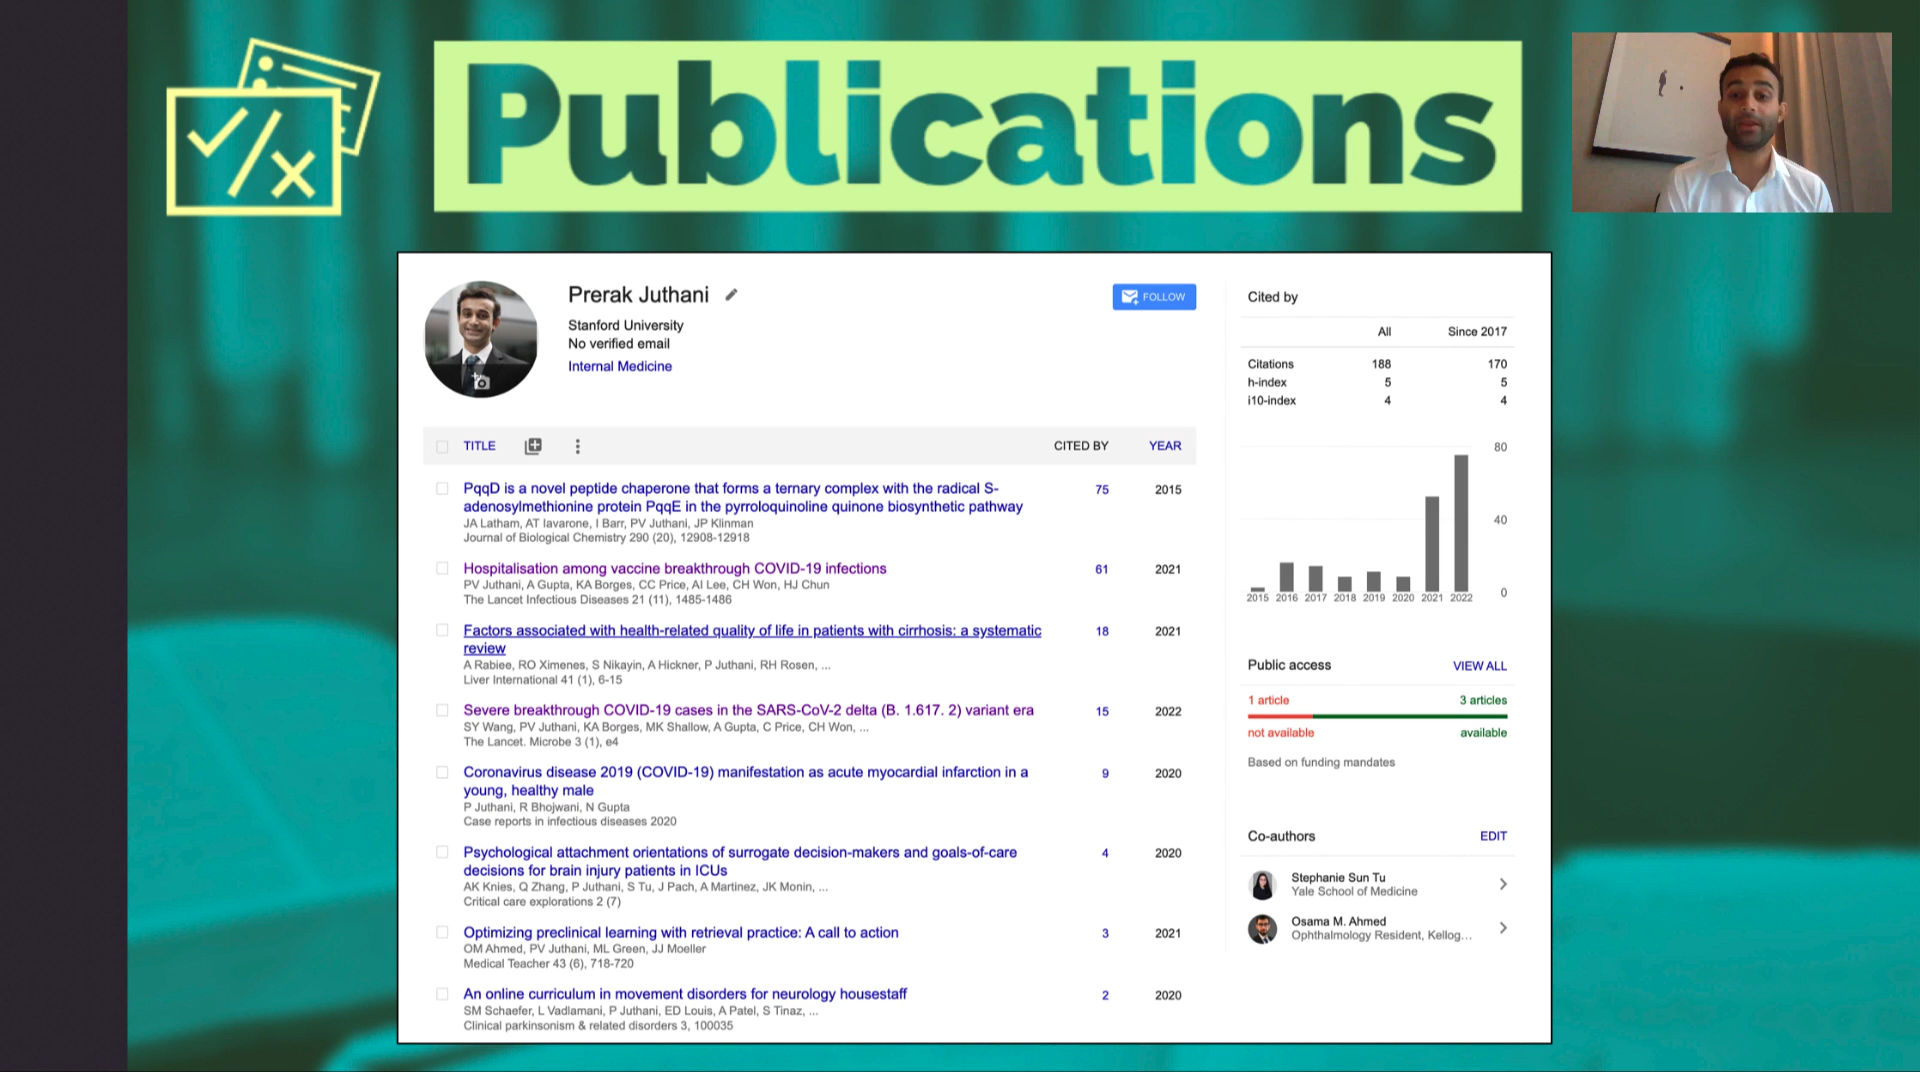 Publications
Prerak Juthani
Stanford University
No verified email
Internal Medicine
FOLLOW
TITLE CITED BY YEAR
PqqD is a novel peptide chaperone that forms a ternary complex with the radical S- 75 2015
adenosylmethionine protein PqqE in the pyrroloquinoline quinone biosynthetic pathway
JA Latham, AT Iavarone, I Barr, PV Juthani, JP Klinman
Journal of Biological Chemistry 290 (20), 12908-12918
Hospitalisation among vaccine breakthrough COVID-19 infections 61 2021
PV Juthani, A Gupta, KA Borges, CC Price, AI Lee, CH Won, HJ Chun
The Lancet Infectious Diseases 21 (11), 1485-1486
Factors associated with health-related quality of life in patients with cirrhosis: a systematic 18 2021
review
A Rabiee, RO Ximenes, S Nikayin, A Hickner, P Juthani, RH Rosen, ...
Liver International 41 (1), 6-15
Severe breakthrough COVID-19 cases in the SARS-CoV-2 delta (B. 1.617. 2) variant era 15 2022
SY Wang, PV Juthani, KA Borges, MK Shallow, A Gupta, C Price, CH Won, ...
The Lancet. Microbe 3 (1), e4
Coronavirus disease 2019 (COVID-19) manifestation as acute myocardial infarction in a 9 2020
young, healthy male
P Juthani, R Bhojwani, N Gupta
Case reports in infectious diseases 2020
Psychological attachment orientations of surrogate decision-makers and goals-of-care 4 2020
decisions for brain injury patients in ICUs
AK Knies, Q Zhang, P Juthani, S Tu, J Pach, A Martinez, JK Monin, ...
Critical care explorations 2 (7)
Optimizing preclinical learning with retrieval practice: A call to action 3 2021
OM Ahmed, PV Juthani, ML Green, JJ Moeller
Medical Teacher 43 (6), 718-720
An online curriculum in movement disorders for neurology housestaff 2 2020
SM Schaefer, L Vadlamani, P Juthani, ED Louis, A Patel, S Tinaz, ...
Clinical parkinsonism & related disorders 3, 100035
Cited by
All Since 2017
Citations 188 170
h-index 5 5
i10-index 4 4
80
40
0
2015 2016 2017 2018 2019 2020 2021 2022
Public access VIEW ALL
1 article 3 articles
not available available
Based on funding mandates
Co-authors EDIT
Stephanie Sun Tu
Yale School of Medicine
Osama M. Ahmed
Ophthalmology Resident, Kellog...